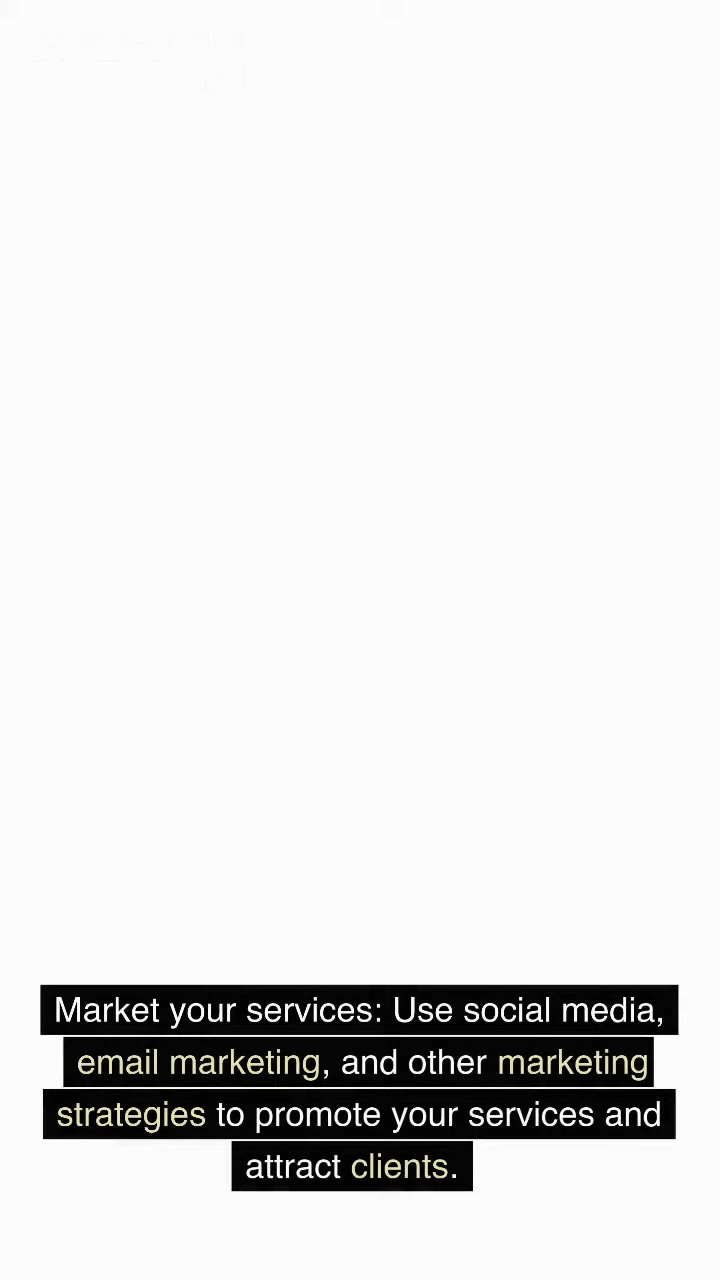 Market your services: Use social media,
email marketing, and other marketing
strategies to promote your services and
attract clients.